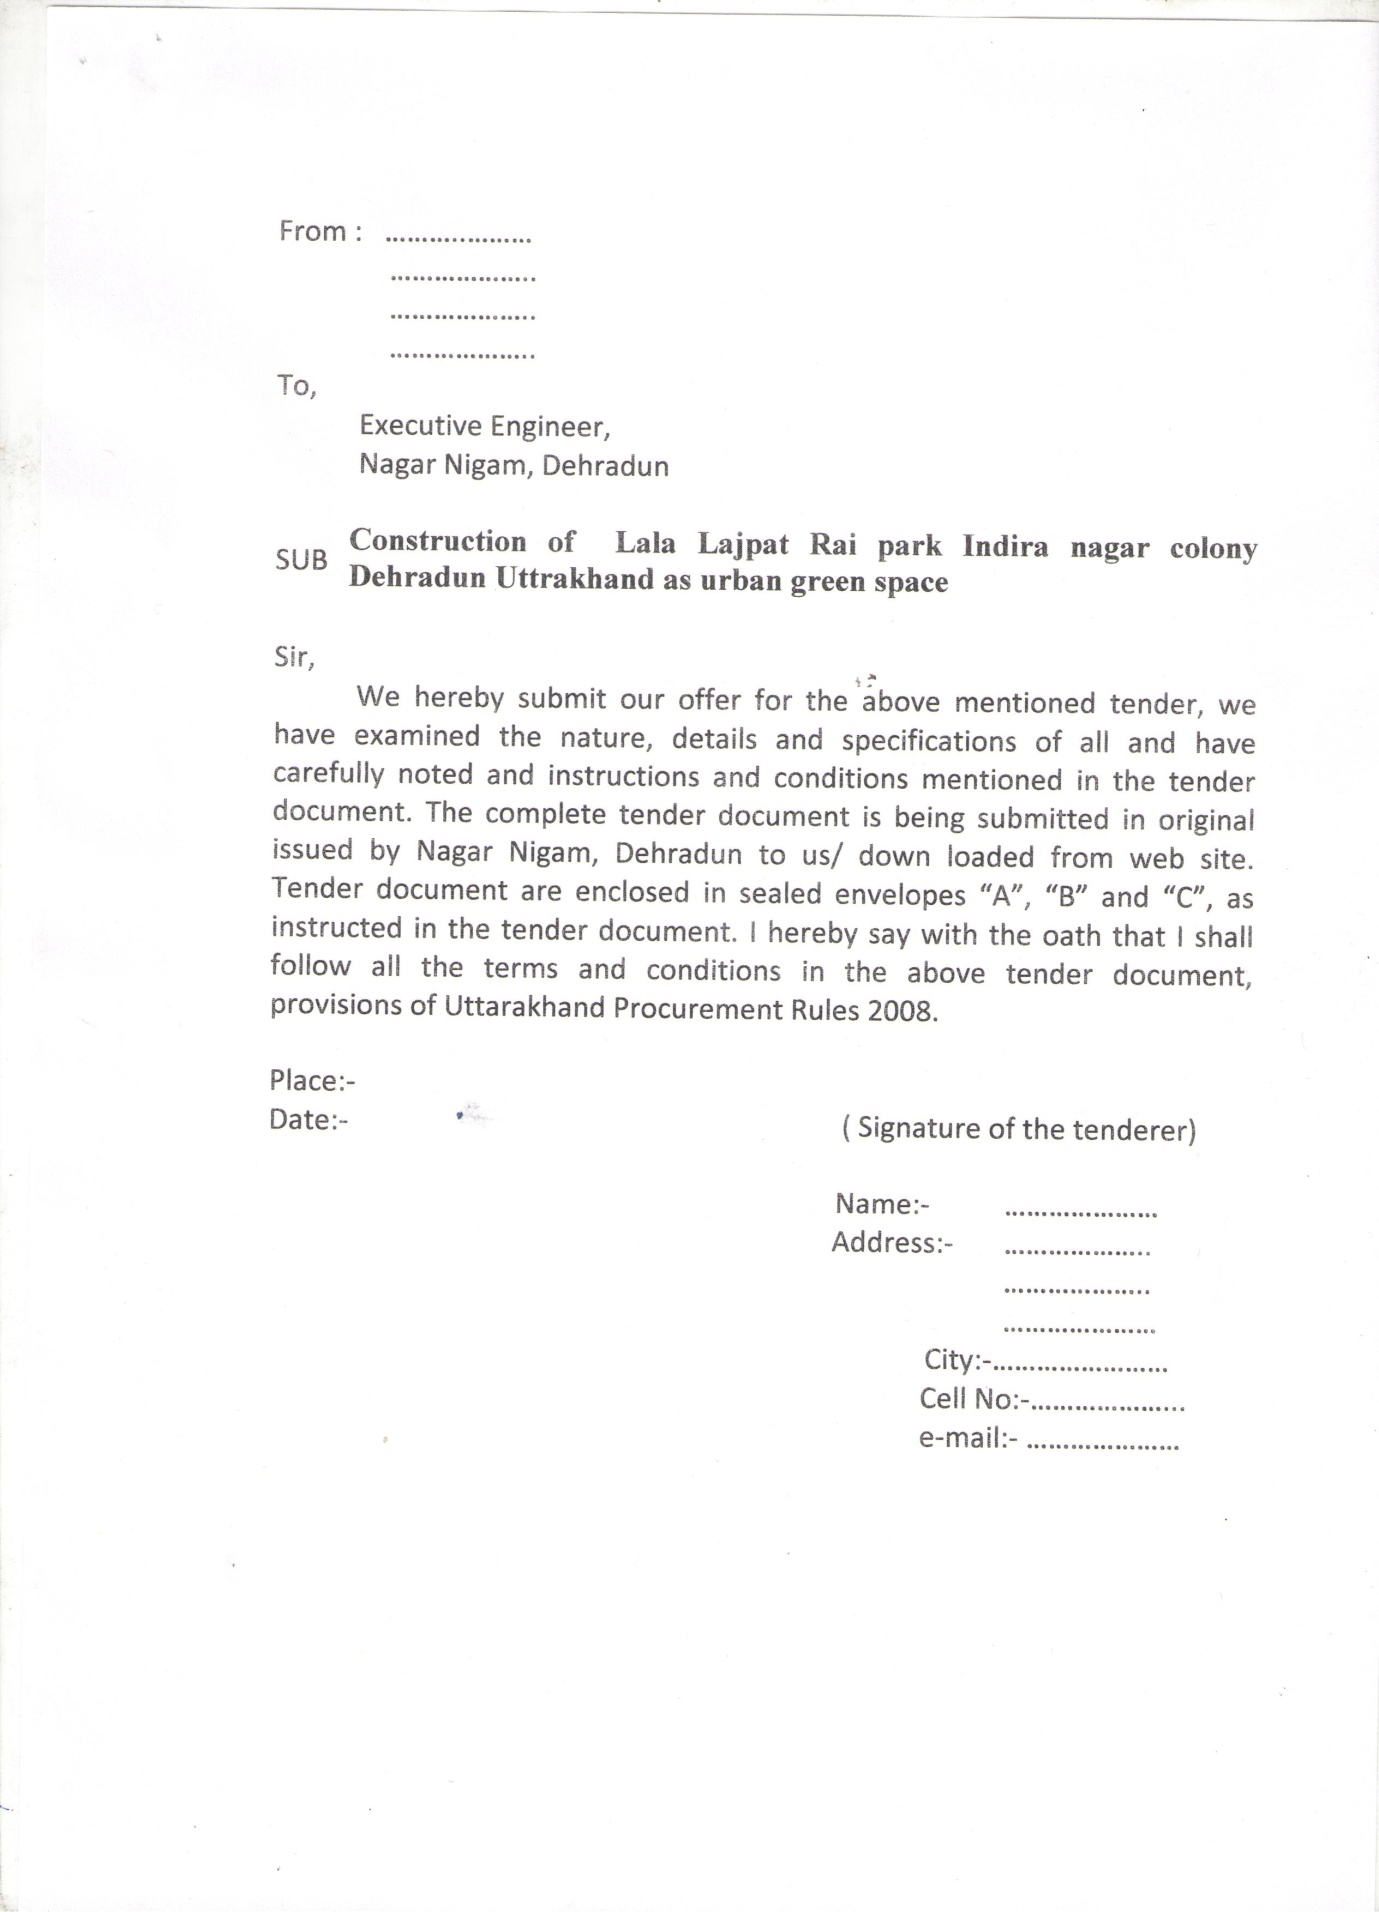 From : ....................
....................
....................
....................
To,
Executive Engineer,
Nagar Nigam, Dehradun
SUB Construction of Lala Lajpat Rai park Indira nagar colony
Dehradun Uttrakhand as urban green space
Sir,
We hereby submit our offer for the above mentioned tender, we
have examined the nature, details and specifications of all and have
carefully noted and instructions and conditions mentioned in the tender
document. The complete tender document is being submitted in original
issued by Nagar Nigam, Dehradun to us/ down loaded from web site.
Tender document are enclosed in sealed envelopes “A”, “B” and “C”, as
instructed in the tender document. I hereby say with the oath that I shall
follow all the terms and conditions in the above tender document,
provisions of Uttarakhand Procurement Rules 2008.
Place:-
Date:-
( Signature of the tenderer)
Name:- .....................
Address:- ....................
....................
.....................
City:-........................
Cell No:-.....................
e-mail:- .....................